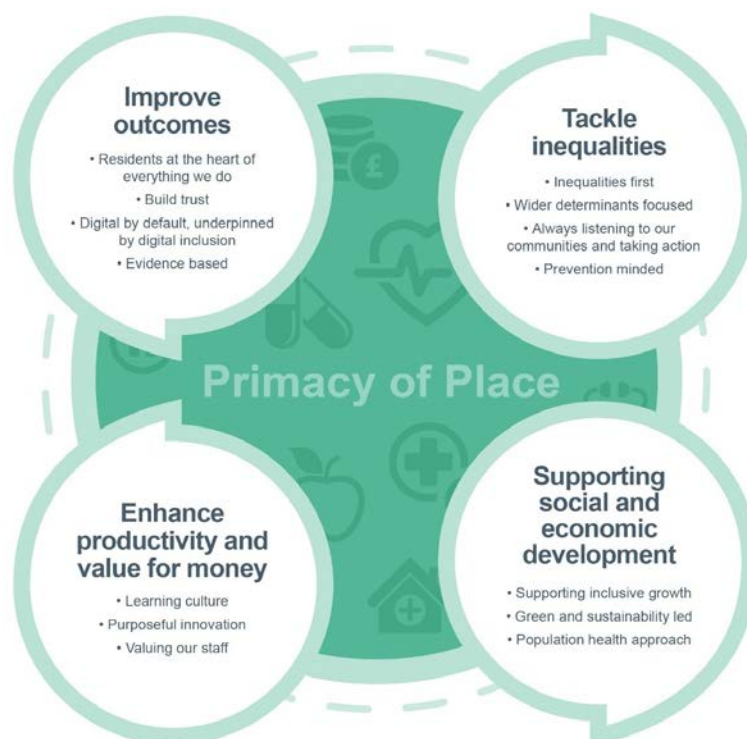 Improve
outcomes
• Residents at the heart of
everything we do
• Build trust
• Digital by default, underpinned
by digital inclusion
• Evidence based
Tackle
inequalities
• Inequalities first
• Wider determinants focused
• Always listening to our
communities and taking action
• Prevention minded
£
Primacy of Place
Enhance
productivity and
value for money
• Learning culture
• Purposeful innovation
• Valuing our staff
Supporting
social and
economic
development
• Supporting inclusive growth
• Green and sustainability led
• Population health approach